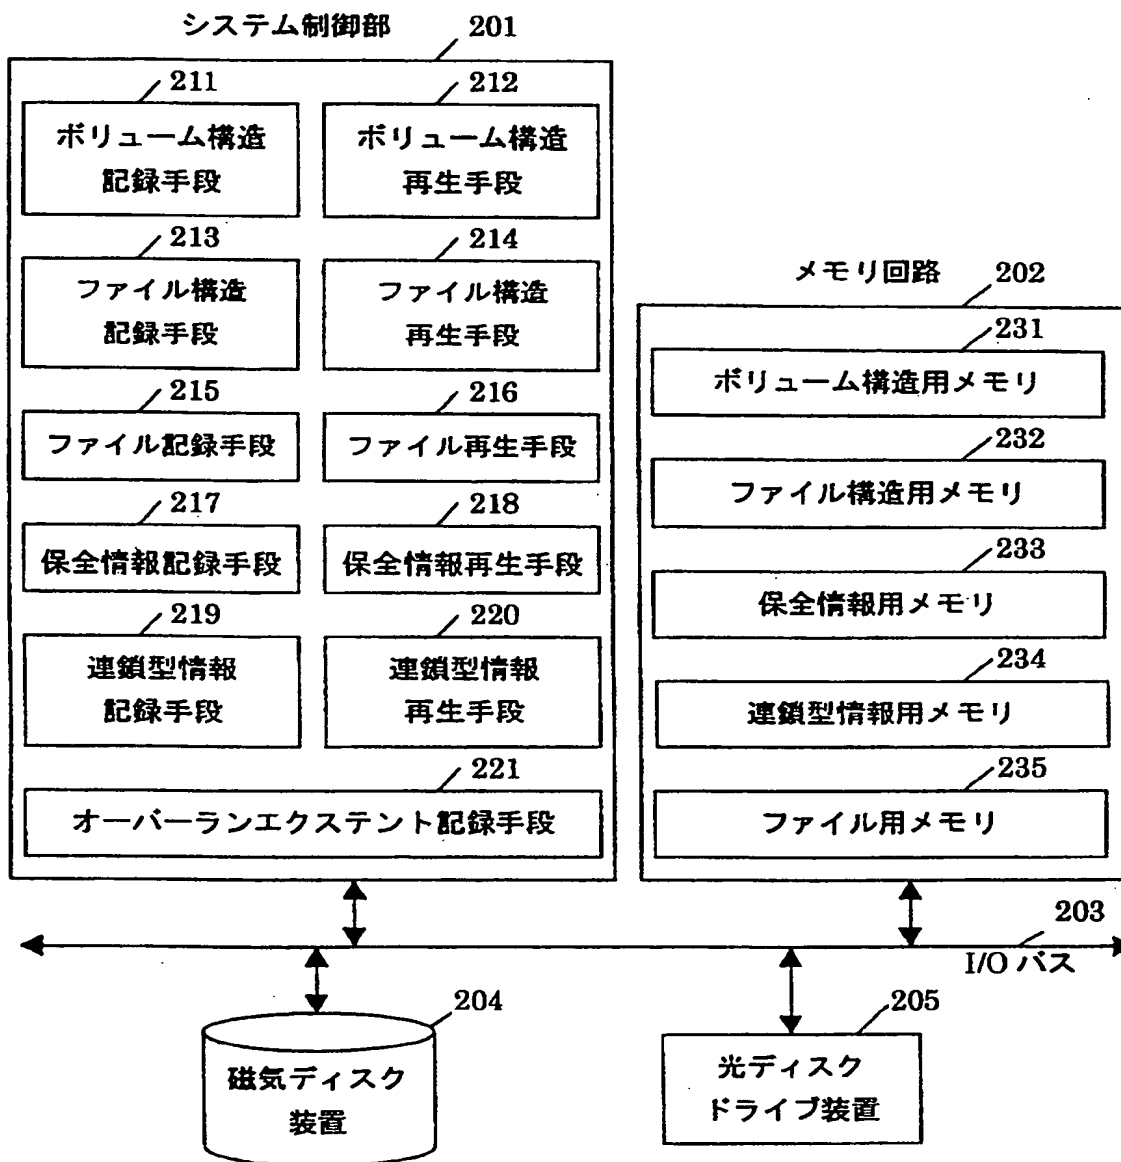 システム制御部 201
211 212
ボリューム構造 ボリューム構造
記録手段 再生手段
213 214
ファイル構造 ファイル構造
記録手段 再生手段
215 216
ファイル記録手段 ファイル再生手段
217 218
保全情報記録手段 保全情報再生手段
219 220
連鎖型情報 連鎖型情報
記録手段 再生手段
221
オーバーランエクステント記録手段
メモリ回路 202
231
ボリューム構造用メモリ
232
ファイル構造用メモリ
233
保全情報用メモリ
234
連鎖型情報用メモリ
235
ファイル用メモリ
203
I/O バス
204
磁気ディスク
装置
205
光ディスク
ドライブ装置